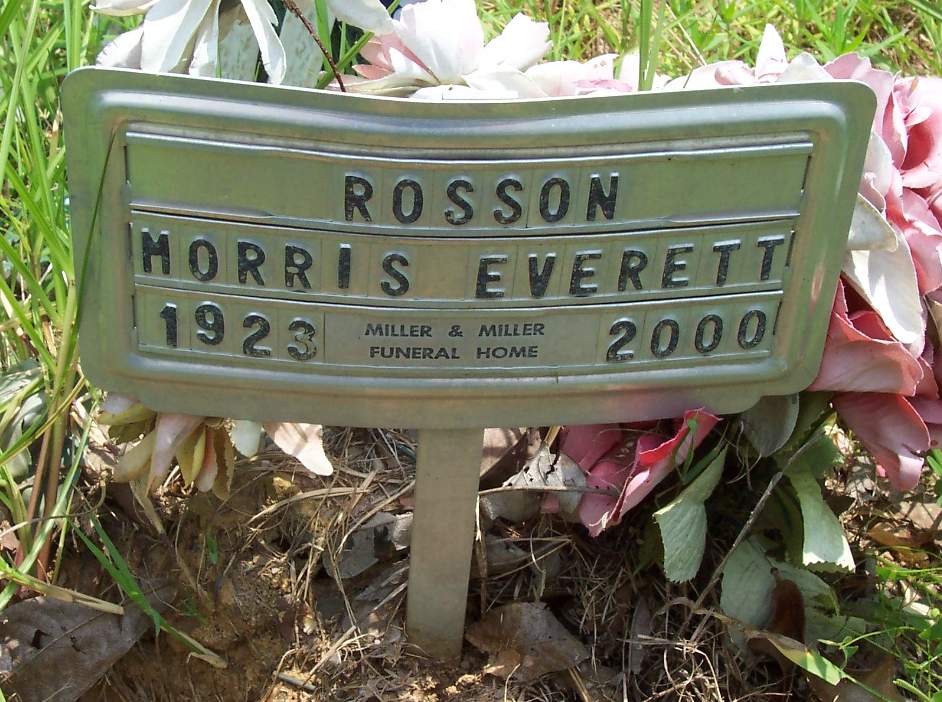 ROSSON
MORRIS EVERETT
1923 MILLER & MILLER 2000
FUNERAL HOME